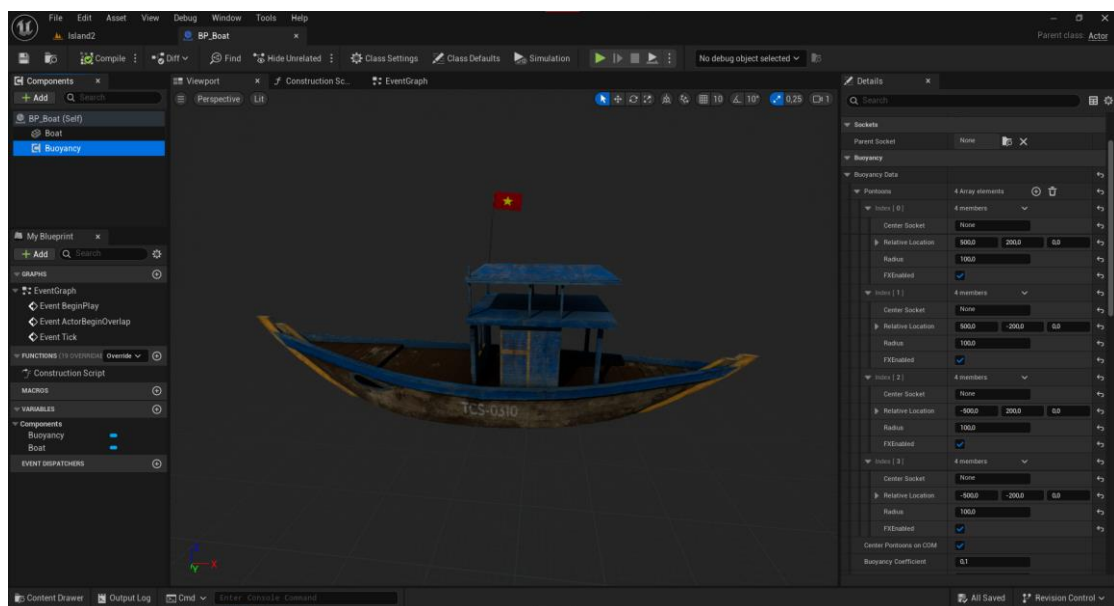 File Edit Asset View Debug Window Tools Help
Island2 BP_Boat
Parent class: Actor
Compile Diff Find Hide Unrelated Class Settings Class Defaults Simulation No debug object selected
Components
+ Add Search
BP_Boat (Self)
Boat
Buoyancy
My Blueprint
+ Add Search
GRAPHS
EventGraph
Event BeginPlay
Event ActorBeginOverlap
Event Tick
FUNCTIONS (19 OVERRIDABLE Override
Construction Script
MACROS
VARIABLES
Components
Buoyancy
Boat
EVENT DISPATCHERS
Viewport Construction Sc... EventGraph
Perspective Lit
10 10° 0,25 1
TCS-0310
Z
X
Y
Details
Search
Sockets
Parent Socket None
Buoyancy
Buoyancy Data
Pontoons 4 Array elements
Index [ 0 ] 4 members
Center Socket None
Relative Location 500,0 200,0 0,0
Radius 100,0
FXEnabled
Index [ 1 ] 4 members
Center Socket None
Relative Location 500,0 -200,0 0,0
Radius 100,0
FXEnabled
Index [ 2 ] 4 members
Center Socket None
Relative Location -500,0 200,0 0,0
Radius 100,0
FXEnabled
Index [ 3 ] 4 members
Center Socket None
Relative Location -500,0 -200,0 0,0
Radius 100,0
FXEnabled
Center Pontoons on COM
Buoyancy Coefficient 0,1
Content Drawer Output Log Cmd Enter Console Command All Saved Revision Control